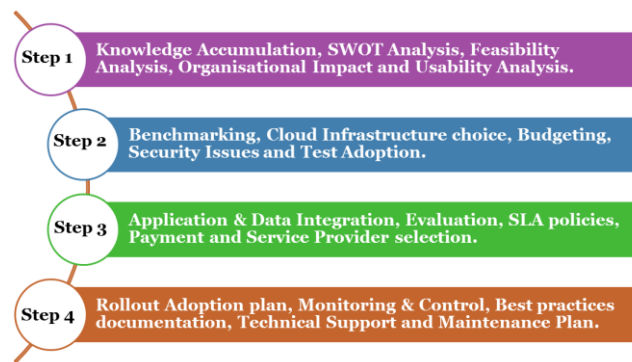 Step 1
Knowledge Accumulation, SWOT Analysis, Feasibility
Analysis, Organisational Impact and Usability Analysis.
Step 2
Benchmarking, Cloud Infrastructure choice, Budgeting,
Security Issues and Test Adoption.
Step 3
Application & Data Integration, Evaluation, SLA policies,
Payment and Service Provider selection.
Step 4
Rollout Adoption plan, Monitoring & Control, Best practices
documentation, Technical Support and Maintenance Plan.